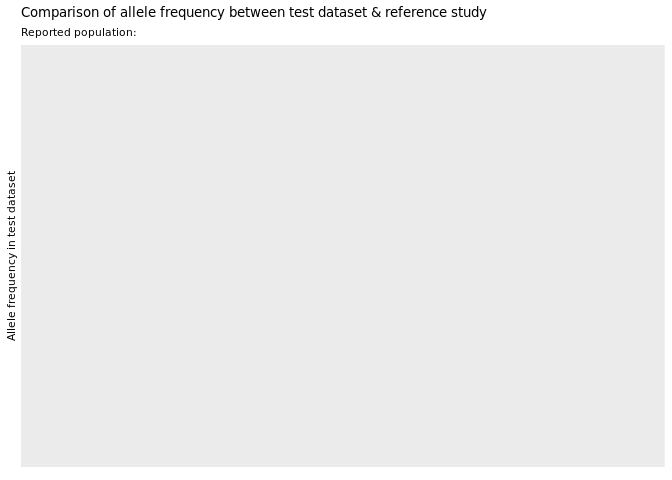 Comparison of allele frequency between test dataset & reference study
Reported population:
Allele frequency in test dataset